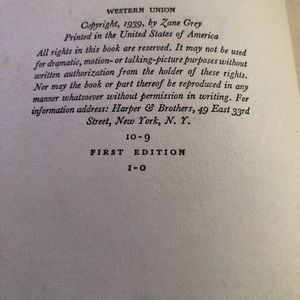 WESTERN UNION
Copyright, 1939, by Zane Grey
Printed in the United States of America
All rights in this book are reserved. It may not be used
for dramatic, motion- or talking-picture purposes without
written authorization from the holder of these rights.
Nor may the book or part thereof be reproduced in any
manner whatsoever without permission in writing. For
information address: Harper & Brothers, 49 East 33rd
Street, New York, N. Y.
10-9
FIRST EDITION
I-O